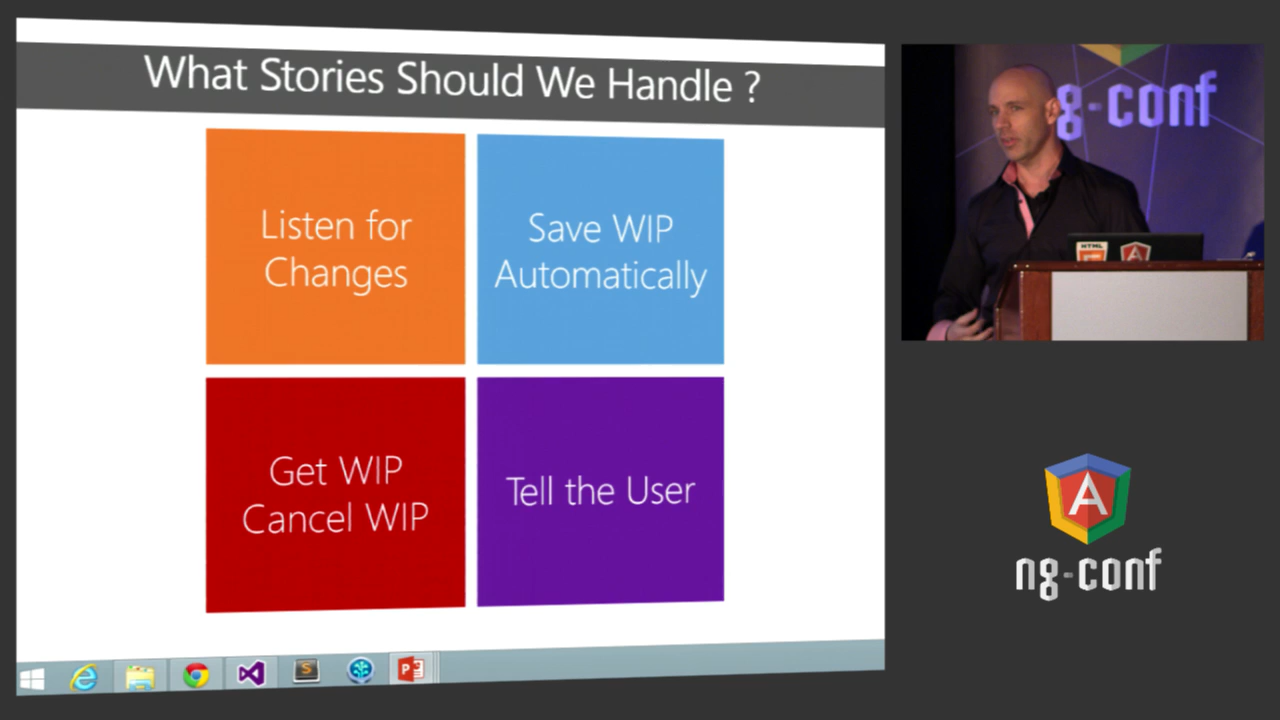 What Stories Should We Handle ?
Listen for
Changes
Save WIP
Automatically
Get WIP
Cancel WIP
Tell the User
S
P
g-conf
HTML
A
A
ng-conf